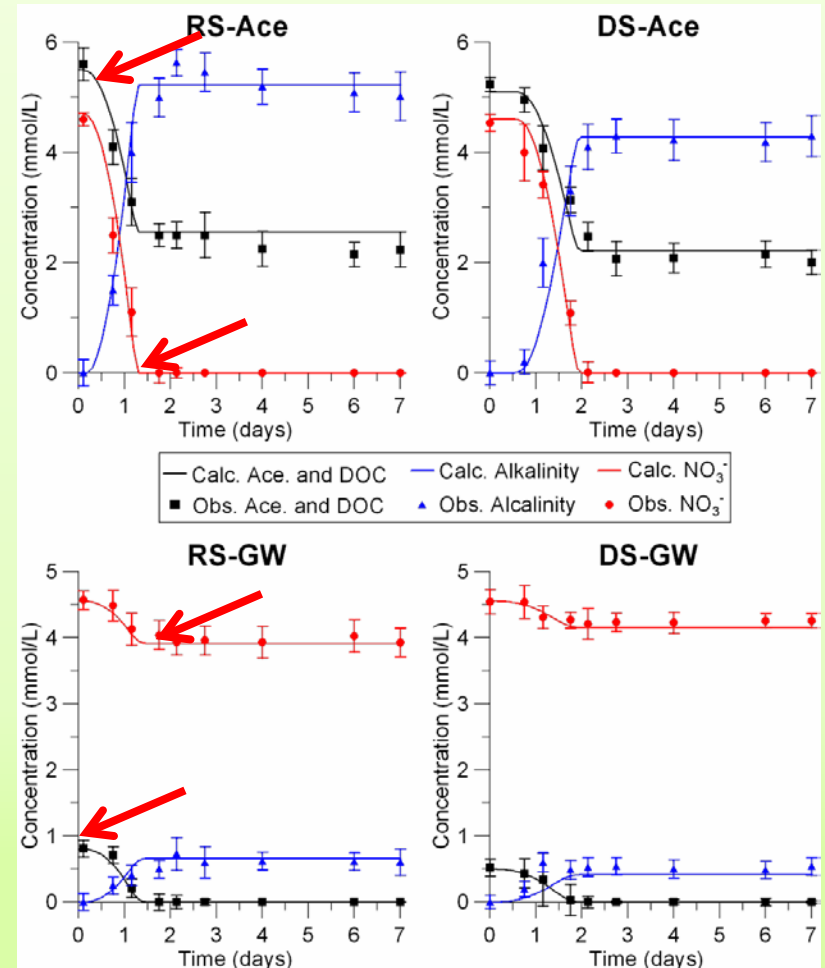 RS-Ace
DS-Ace
6
4
2
0
Concentration (mmol/L)
0 1 2 3 4 5 6 7
Time (days)
6
4
2
0
Concentration (mmol/L)
0 1 2 3 4 5 6 7
Time (days)
Calc. Ace. and DOC Calc. Alkalinity Calc. NO₃⁻
Obs. Ace. and DOC Obs. Alcalinity Obs. NO₃⁻
RS-GW
DS-GW
5
4
3
2
1
0
Concentration (mmol/L)
0 1 2 3 4 5 6 7
Time (days)
5
4
3
2
1
0
Concentration (mmol/L)
0 1 2 3 4 5 6 7
Time (days)